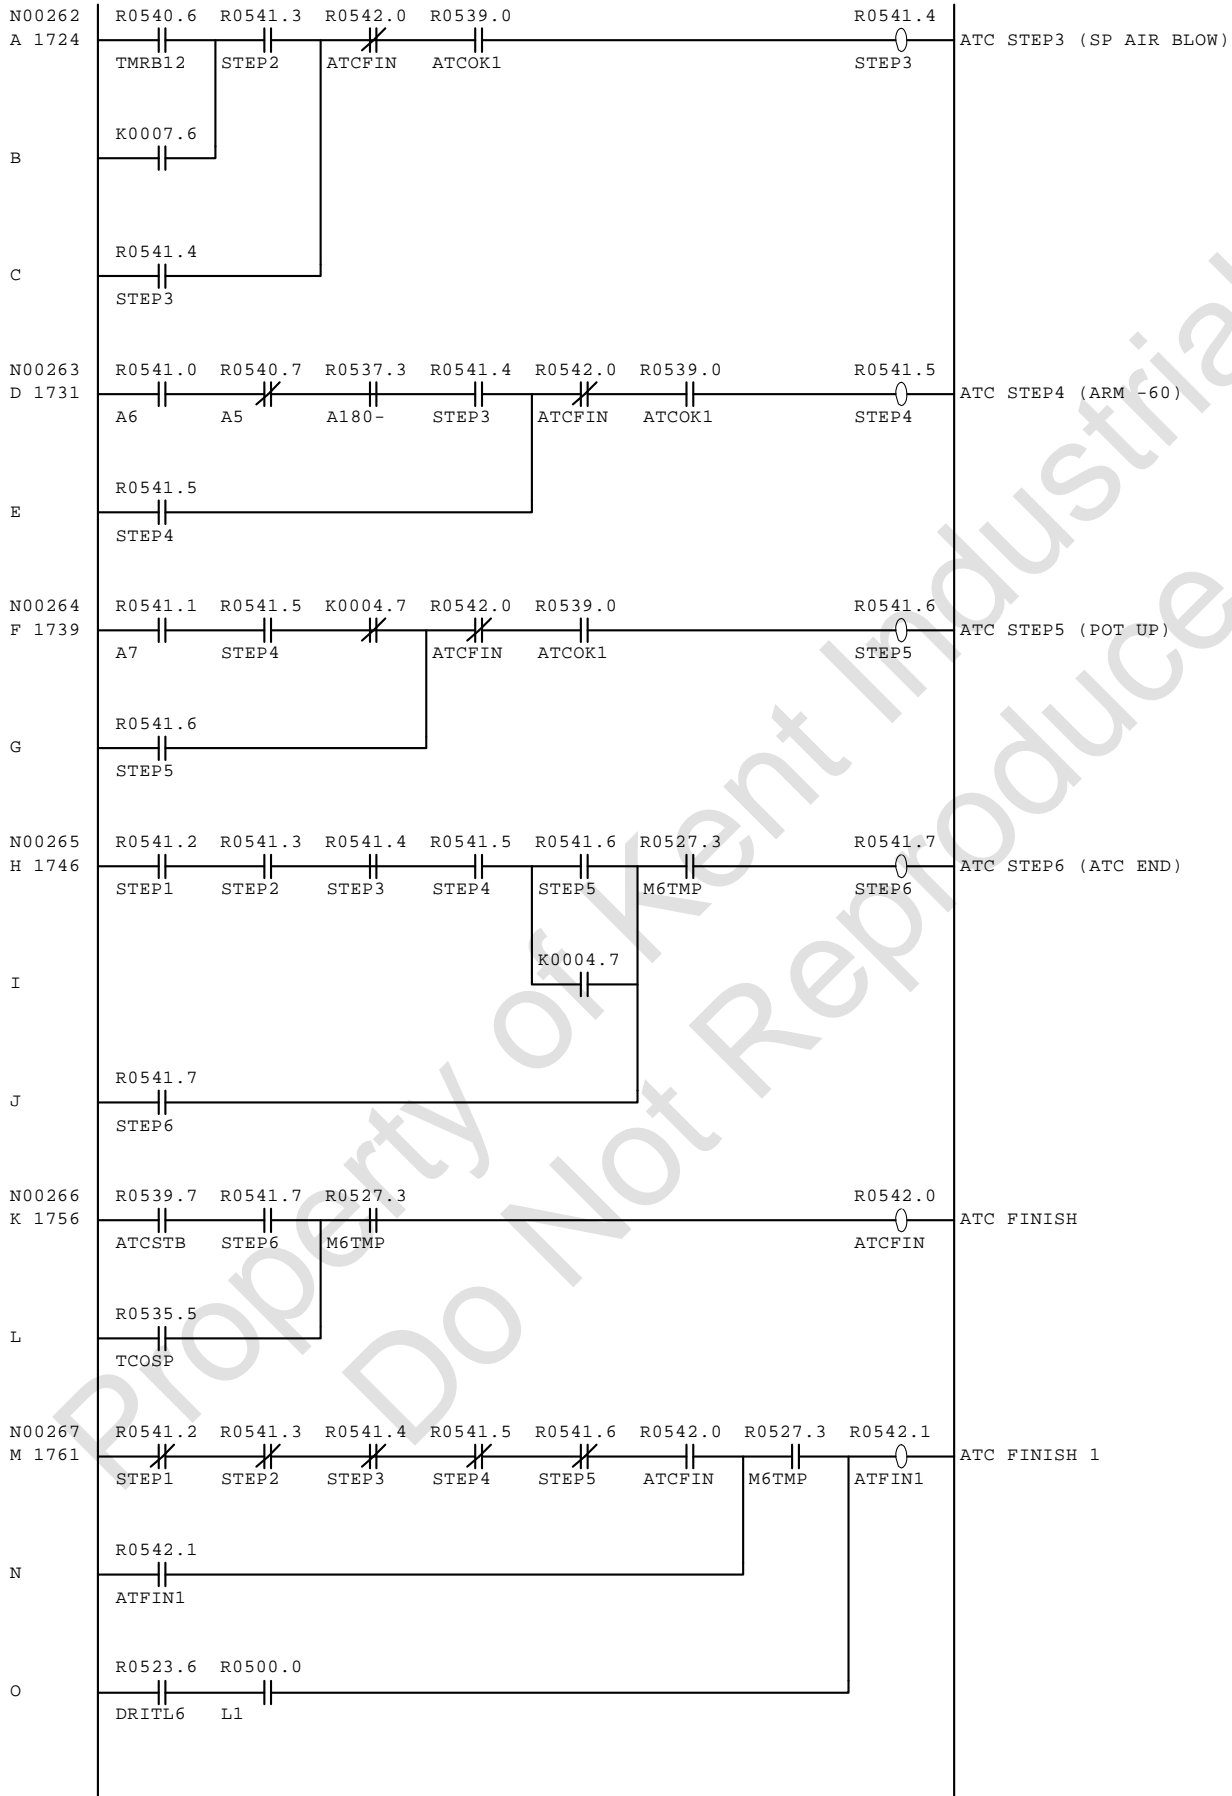 N00262 R0540.6 R0541.3 R0542.0 R0539.0 R0541.4
A 1724 ATC STEP3 (SP AIR BLOW)
TMRB12 STEP2 ATCFIN ATCOK1 STEP3
K0007.6
B
R0541.4
C
STEP3
N00263 R0541.0 R0540.7 R0537.3 R0541.4 R0542.0 R0539.0 R0541.5
D 1731 ATC STEP4 (ARM -60)
A6 A5 A180- STEP3 ATCFIN ATCOK1 STEP4
R0541.5
E
STEP4
N00264 R0541.1 R0541.5 K0004.7 R0542.0 R0539.0 R0541.6
F 1739 ATC STEP5 (POT UP)
A7 STEP4 ATCFIN ATCOK1 STEP5
R0541.6
G
STEP5
N00265 R0541.2 R0541.3 R0541.4 R0541.5 R0541.6 R0527.3 R0541.7
H 1746 ATC STEP6 (ATC END)
STEP1 STEP2 STEP3 STEP4 STEP5 M6TMP STEP6
K0004.7
I
R0541.7
J
STEP6
N00266 R0539.7 R0541.7 R0527.3 R0542.0
K 1756 ATC FINISH
ATCSTB STEP6 M6TMP ATCFIN
R0535.5
L
TCOSP
N00267 R0541.2 R0541.3 R0541.4 R0541.5 R0541.6 R0542.0 R0527.3 R0542.1
M 1761 ATC FINISH 1
STEP1 STEP2 STEP3 STEP4 STEP5 ATCFIN M6TMP ATFIN1
R0542.1
N
ATFIN1
R0523.6 R0500.0
O
DRITL6 L1
Property of Kent Industrial
Do Not Reproduce